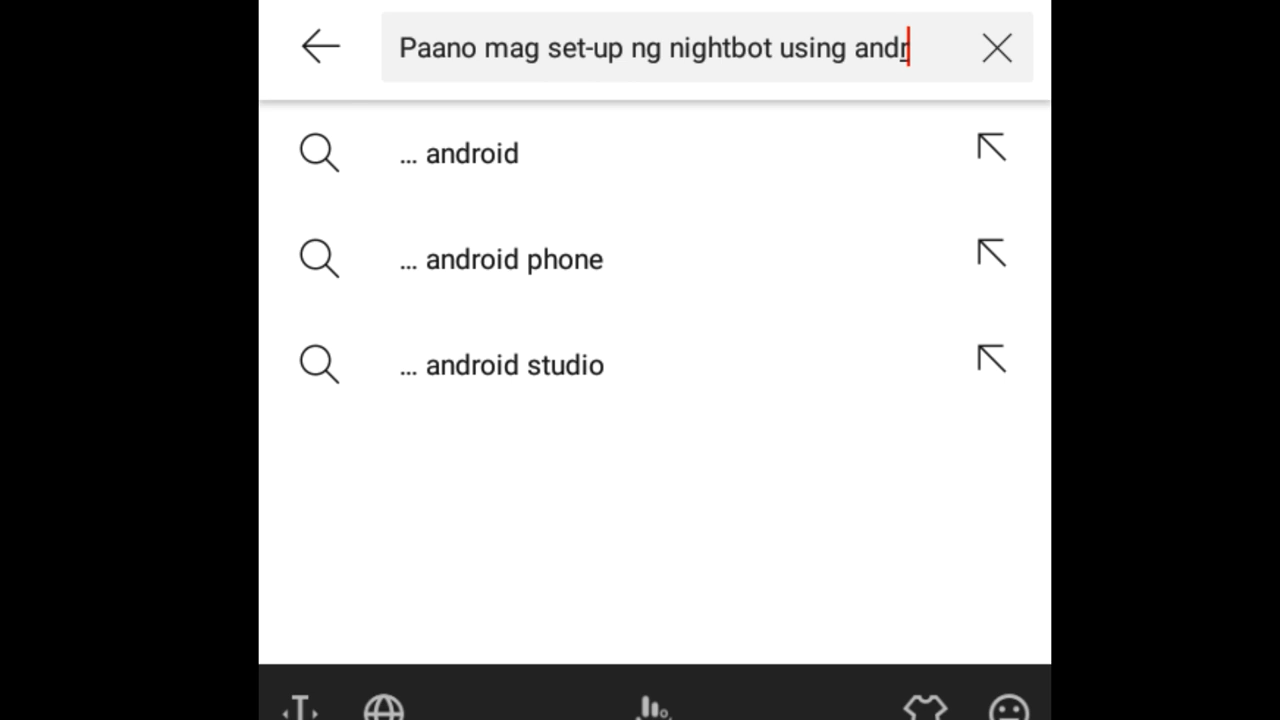 Paano mag set-up ng nightbot using andr
... android
... android phone
... android studio